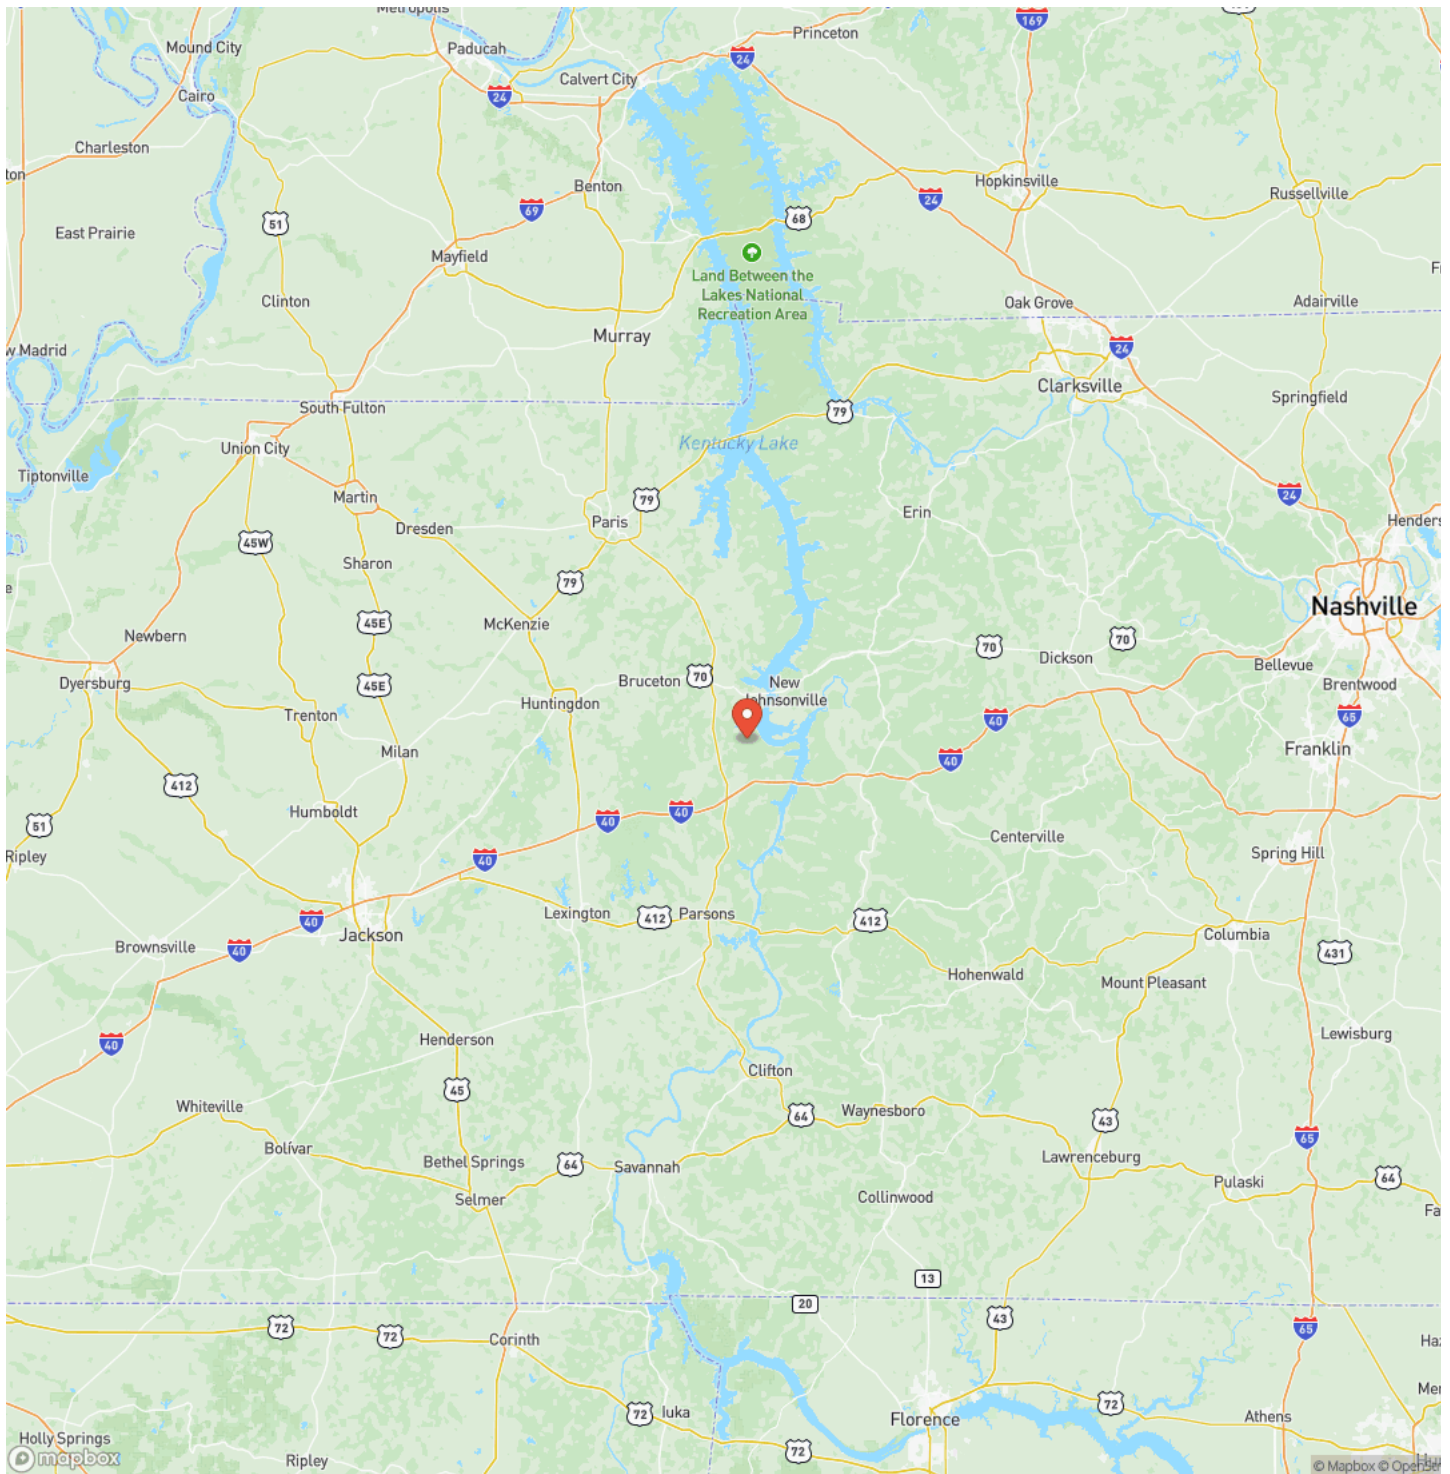 Metropolis
Mound City
Paducah
Princeton
169
24
Calvert City
24
Cairo
Charleston
Hopkinsville
Benton
24
Russellville
69
51
68
East Prairie
Mayfield
Land Between the
Lakes National
Recreation Area
Clinton
Oak Grove
Adairville
Murray
w Madrid
24
Clarksville
Springfield
South Fulton
79
Union City
Kentucky Lake
Tiptonville
Martin
79
24
Dresden
Paris
Erin
Henders
45W
Sharon
79
Nashville
45E
McKenzie
Newbern
70
70
Dickson
Bellevue
Dyersburg
45E
Bruceton
70
New
Johnsonville
Brentwood
Huntingdon
Trenton
40
65
Milan
Franklin
40
412
Humboldt
40
40
51
Centerville
Ripley
40
Spring Hill
Lexington
412
Parsons
412
40
Jackson
Columbia
Brownsville
40
431
Hohenwald
Mount Pleasant
40
Henderson
Lewisburg
Clifton
45
Whiteville
64
Waynesboro
43
65
Bolívar
Bethel Springs
64
Savannah
Lawrenceburg
64
Selmer
Collinwood
Pulaski
Fa
13
20
72
72
43
65
Corinth
Haz
72
Iuka
72
Florence
Athens
Mer
72
Holly Springs
Ripley
mapbox
© Mapbox © OpenSer